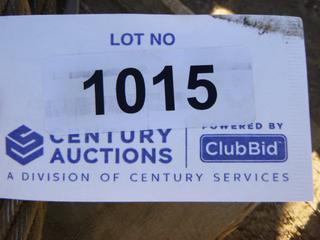 LOT NO
1015
CENTURY
AUCTIONS
POWERED BY
ClubBid
A DIVISION OF CENTURY SERVICES